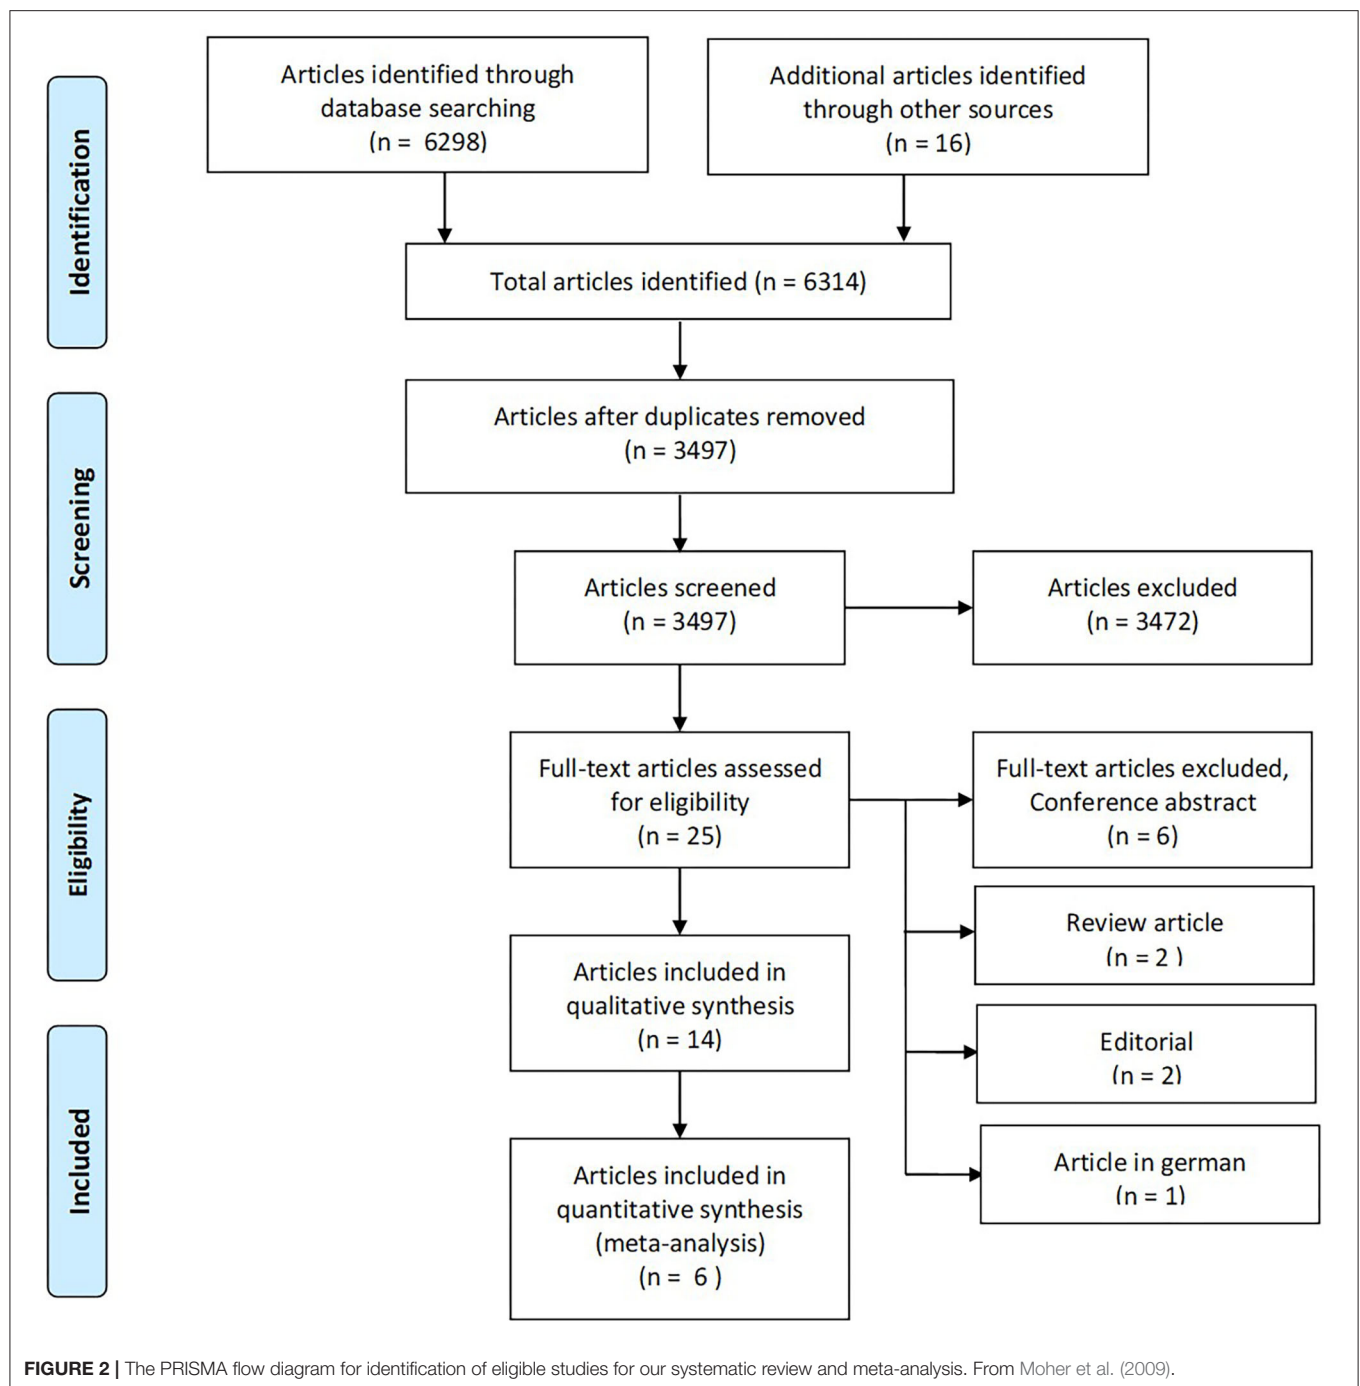 Identification
Articles identified through
database searching
(n = 6298)
Additional articles identified
through other sources
(n = 16)
Total articles identified (n = 6314)
Screening
Articles after duplicates removed
(n = 3497)
Articles screened
(n = 3497)
Articles excluded
(n = 3472)
Eligibility
Full-text articles assessed
for eligibility
(n = 25)
Full-text articles excluded,
Conference abstract
(n = 6)
Review article
(n = 2 )
Editorial
(n = 2)
Article in german
(n = 1)
Articles included in
qualitative synthesis
(n = 14)
Included
Articles included in
quantitative synthesis
(meta-analysis)
(n = 6 )
FIGURE 2 | The PRISMA flow diagram for identification of eligible studies for our systematic review and meta-analysis. From Moher et al. (2009).